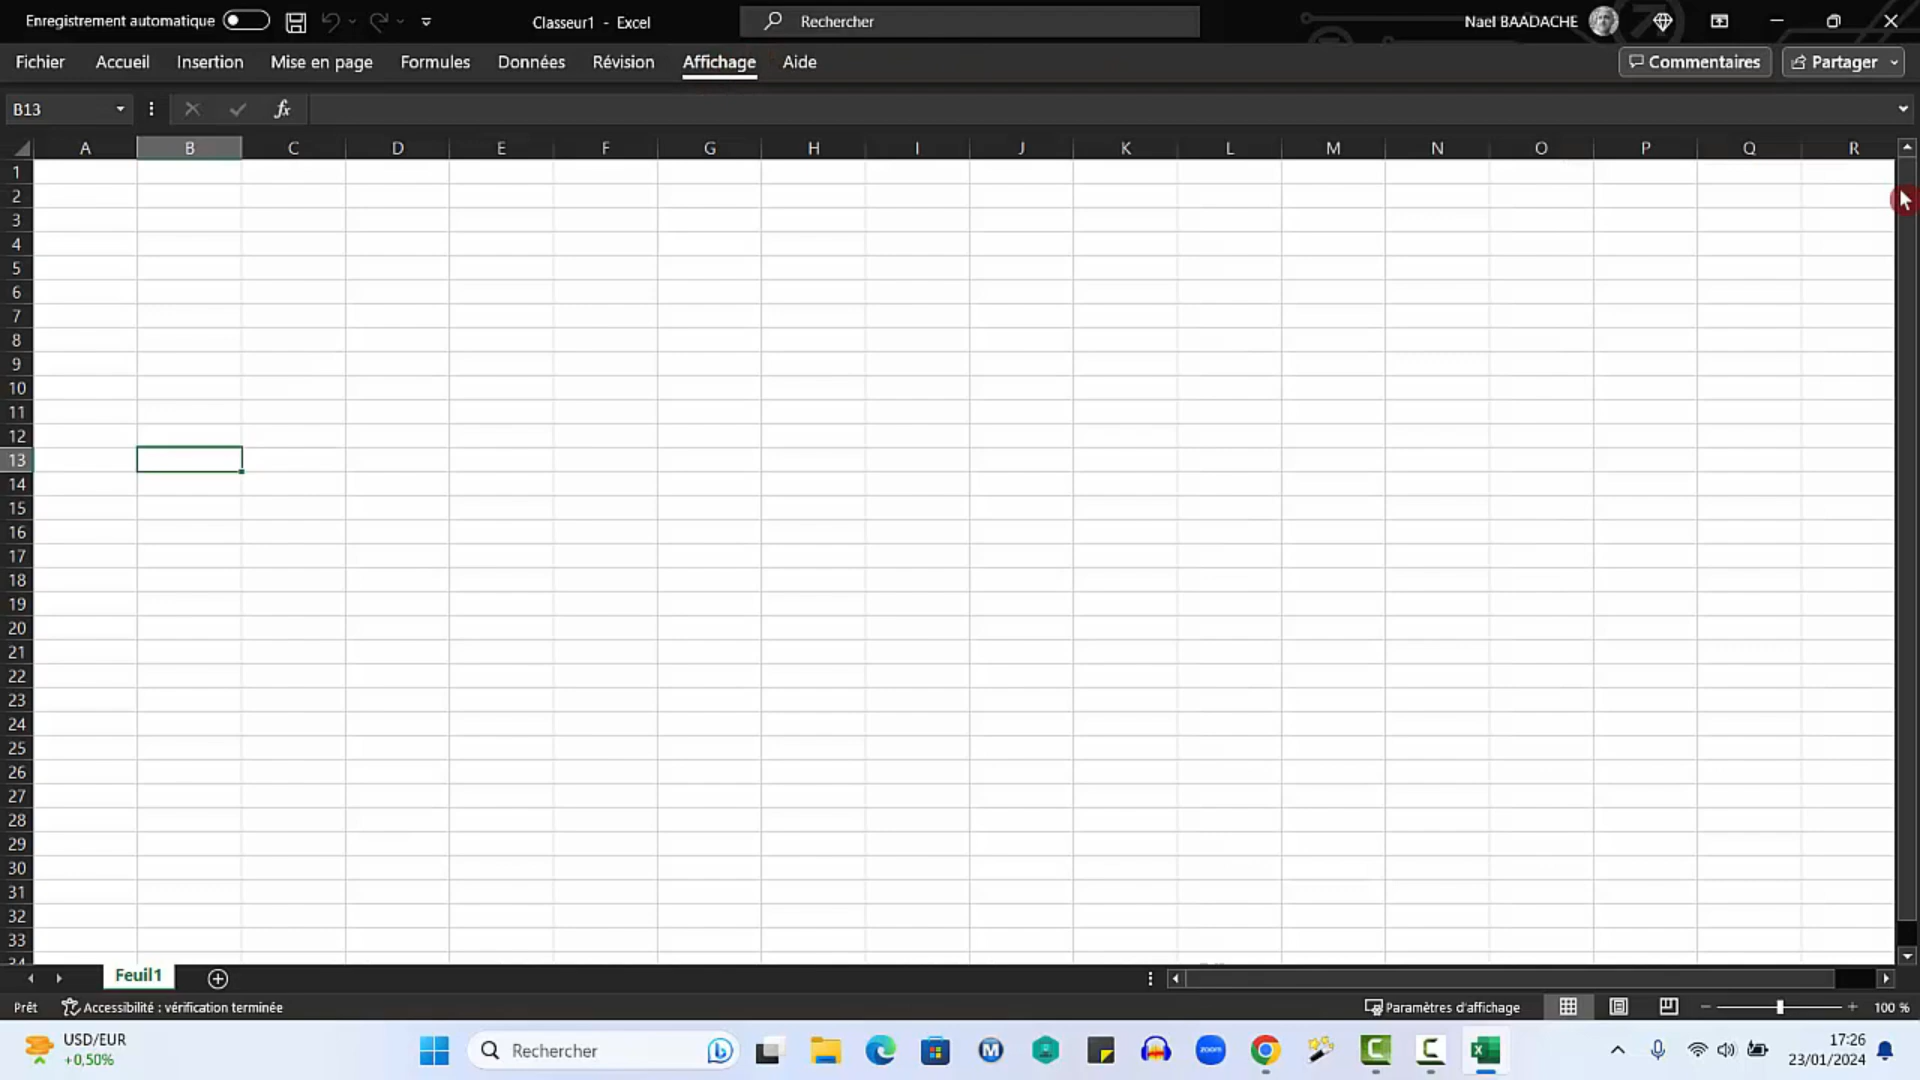 Enregistrement automatique
Classeur1 - Excel
Rechercher
Nael BAADACHE
Fichier Accueil Insertion Mise en page Formules Données Révision Affichage Aide
Commentaires Partager
B13
fx
A B C D E F G H I J K L M N O P Q R
1
2
3
4
5
6
7
8
9
10
11
12
13
14
15
16
17
18
19
20
21
22
23
24
25
26
27
28
29
30
31
32
33
34
Feuil1
Prêt Accessibilité : vérification terminée
Paramètres d'affichage
100 %
USD/EUR
+0,50%
Rechercher
zoom
17:26
23/01/2024